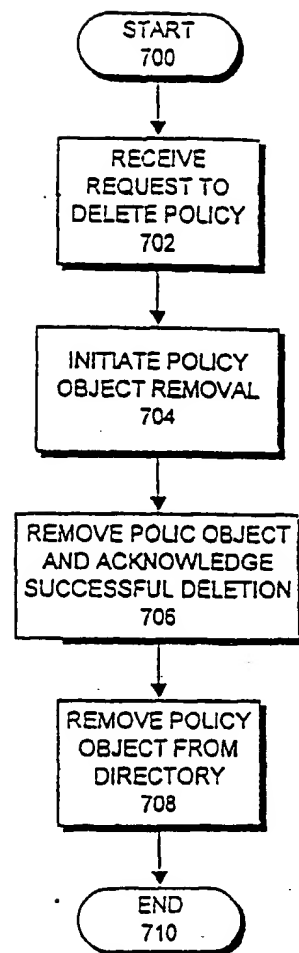 START
700
RECEIVE
REQUEST TO
DELETE POLICY
702
INITIATE POLICY
OBJECT REMOVAL
704
REMOVE POLIC OBJECT
AND ACKNOWLEDGE
SUCCESSFUL DELETION
706
REMOVE POLICY
OBJECT FROM
DIRECTORY
708
END
710